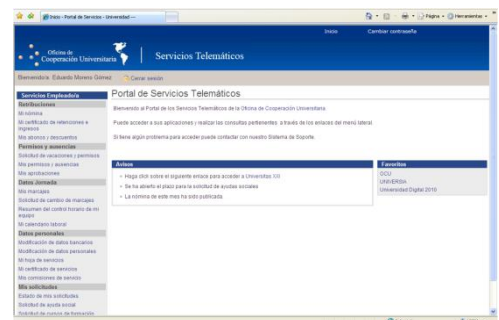 Inicio - Portal de Servicios - Universidad ---
Página
Herramientas
Inicio
Cambiar contraseña
Oficina de
Cooperación Universitaria
Servicios Telemáticos
Bienvenido/a Eduardo Moreno Gómez
Cerrar sesión
Servicios Empleado/a
Retribuciones
Mi nómina
Mi certificado de retenciones e
ingresos
Mis abonos y descuentos
Permisos y ausencias
Solicitud de vacaciones y permisos
Mis permisos y ausencias
Mis aprobaciones
Datos Jornada
Mis marcajes
Solicitud de cambio de marcajes
Resumen del control horario de mi
equipo
Mi calendario laboral
Datos personales
Modificación de datos bancarios
Modificación de datos personales
Mi hoja de servicios
Mi certificado de servicios
Mis comisiones de servicio
Mis solicitudes
Estado de mis solicitudes
Solicitud de ayuda social
Solicitud de cursos de formación
Portal de Servicios Telemáticos
Bienvenido al Portal de los Servicios Telemáticos de la Oficina de Cooperación Universitaria.
Puede acceder a sus aplicaciones y realizar las consultas pertinentes a través de los enlaces del menú lateral.
Si tiene algún problema para acceder puede contactar con nuestro Sistema de Soporte.
Avisos
Haga click sobre el siguiente enlace para acceder a Universitas XXI
Se ha abierto el plazo para la solicitud de ayudas sociales
La nómina de este mes ha sido publicada.
Favoritos
OCU
UNIVERSIA
Universidad Digital 2010